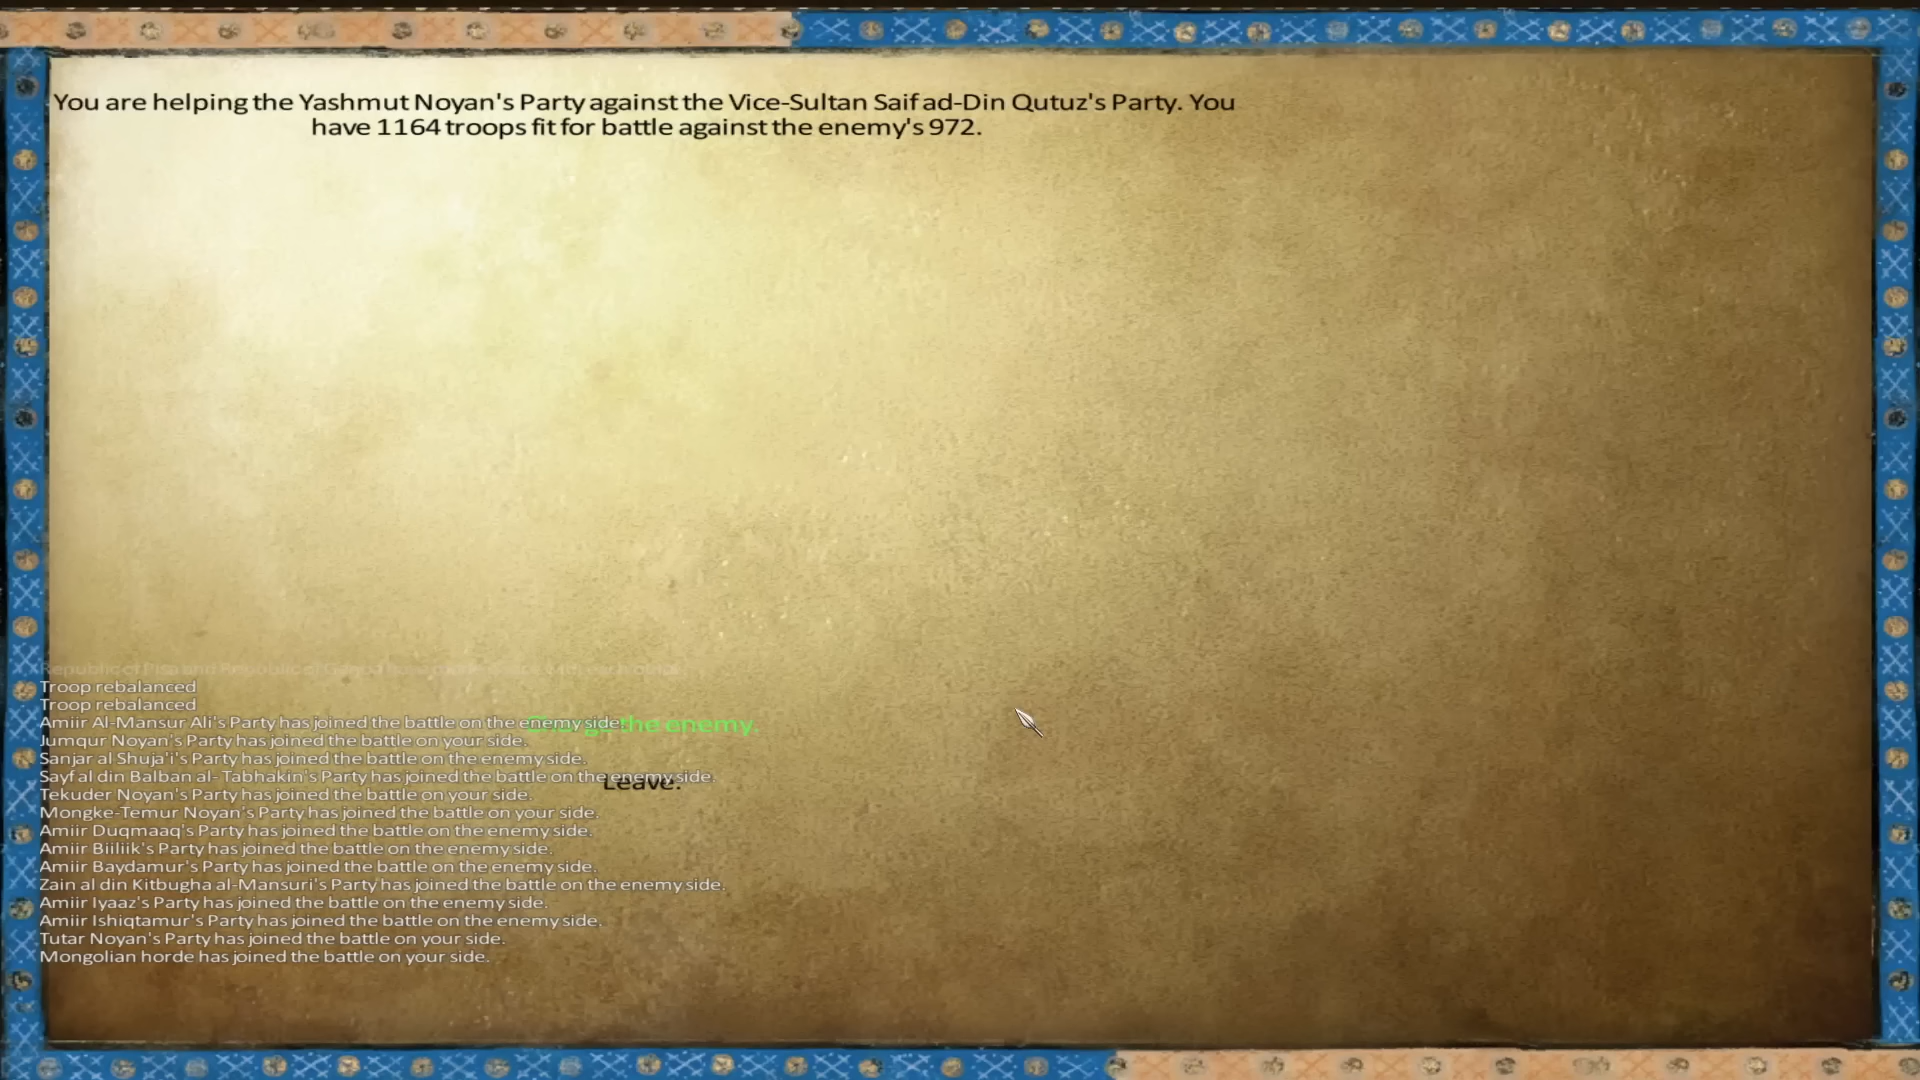 You are helping the Yashmut Noyan's Party against the Vice-Sultan Saif ad-Din Qutuz's Party. You
have 1164 troops fit for battle against the enemy's 972.
Troop rebalanced
Troop rebalanced
Amiir Al-Mansur Ali's Party has joined the battle on the enemy side.
the enemy.
Jumqur Noyan's Party has joined the battle on your side.
Sanjar al Shuja'i's Party has joined the battle on the enemy side.
Sayf al din Balban al- Tabhakin's Party has joined the battle on the enemy side.
Leave.
Tekuder Noyan's Party has joined the battle on your side.
Mongke-Temur Noyan's Party has joined the battle on your side.
Amiir Duqmaaq's Party has joined the battle on the enemy side.
Amiir Biiliik's Party has joined the battle on the enemy side.
Amiir Baydamur's Party has joined the battle on the enemy side.
Zain al din Kitbugha al-Mansuri's Party has joined the battle on the enemy side.
Amiir Iyaaz's Party has joined the battle on the enemy side.
Amiir Ishiqtamur's Party has joined the battle on the enemy side.
Tutar Noyan's Party has joined the battle on your side.
Mongolian horde has joined the battle on your side.